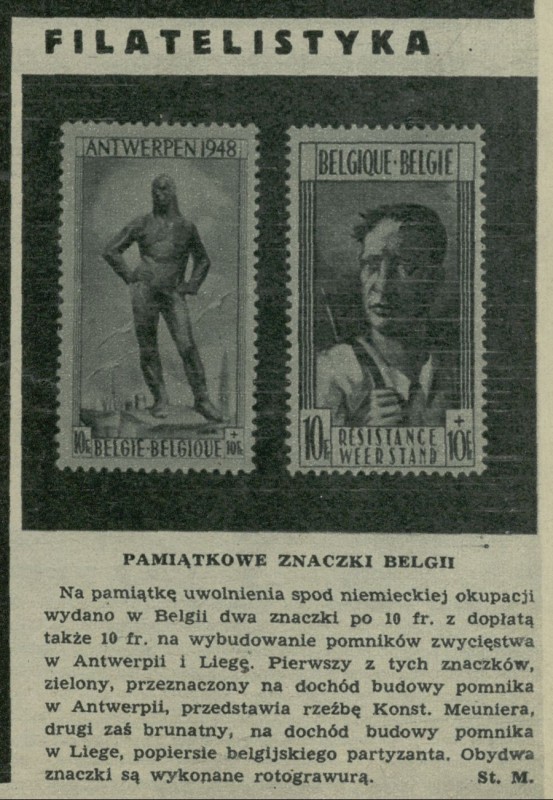 FILATELISTYKA
ANTWERPEN 1948
10F BELGIE-BELGIQUE + 10F
BELGIQUE·BELGIE
10F RESISTANCE + 10F
WEERSTAND
PAMIĄTKOWE ZNACZKI BELGII
Na pamiątkę uwolnienia spod niemieckiej okupacji
wydano w Belgii dwa znaczki po 10 fr. z dopłatą
także 10 fr. na wybudowanie pomników zwycięstwa
w Antwerpii i Liegę. Pierwszy z tych znaczków,
zielony, przeznaczony na dochód budowy pomnika
w Antwerpii, przedstawia rzeźbę Konst. Meuniera,
drugi zaś brunatny, na dochód budowy pomnika
w Liege, popiersie belgijskiego partyzanta. Obydwa
znaczki są wykonane rotograwurą. St. M.